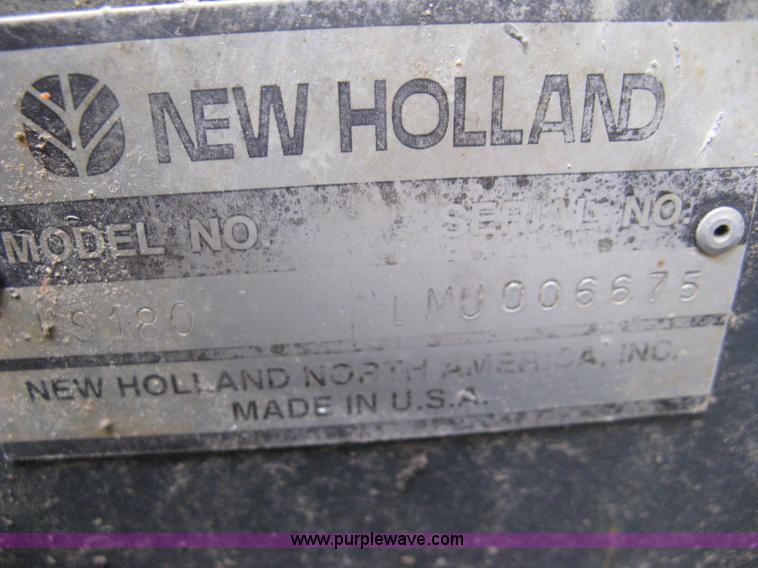 NEW HOLLAND
MODEL NO. SERIAL NO.
LS180 LMU006675
NEW HOLLAND NORTH AMERICA, INC.
MADE IN U.S.A.
www.purplewave.com